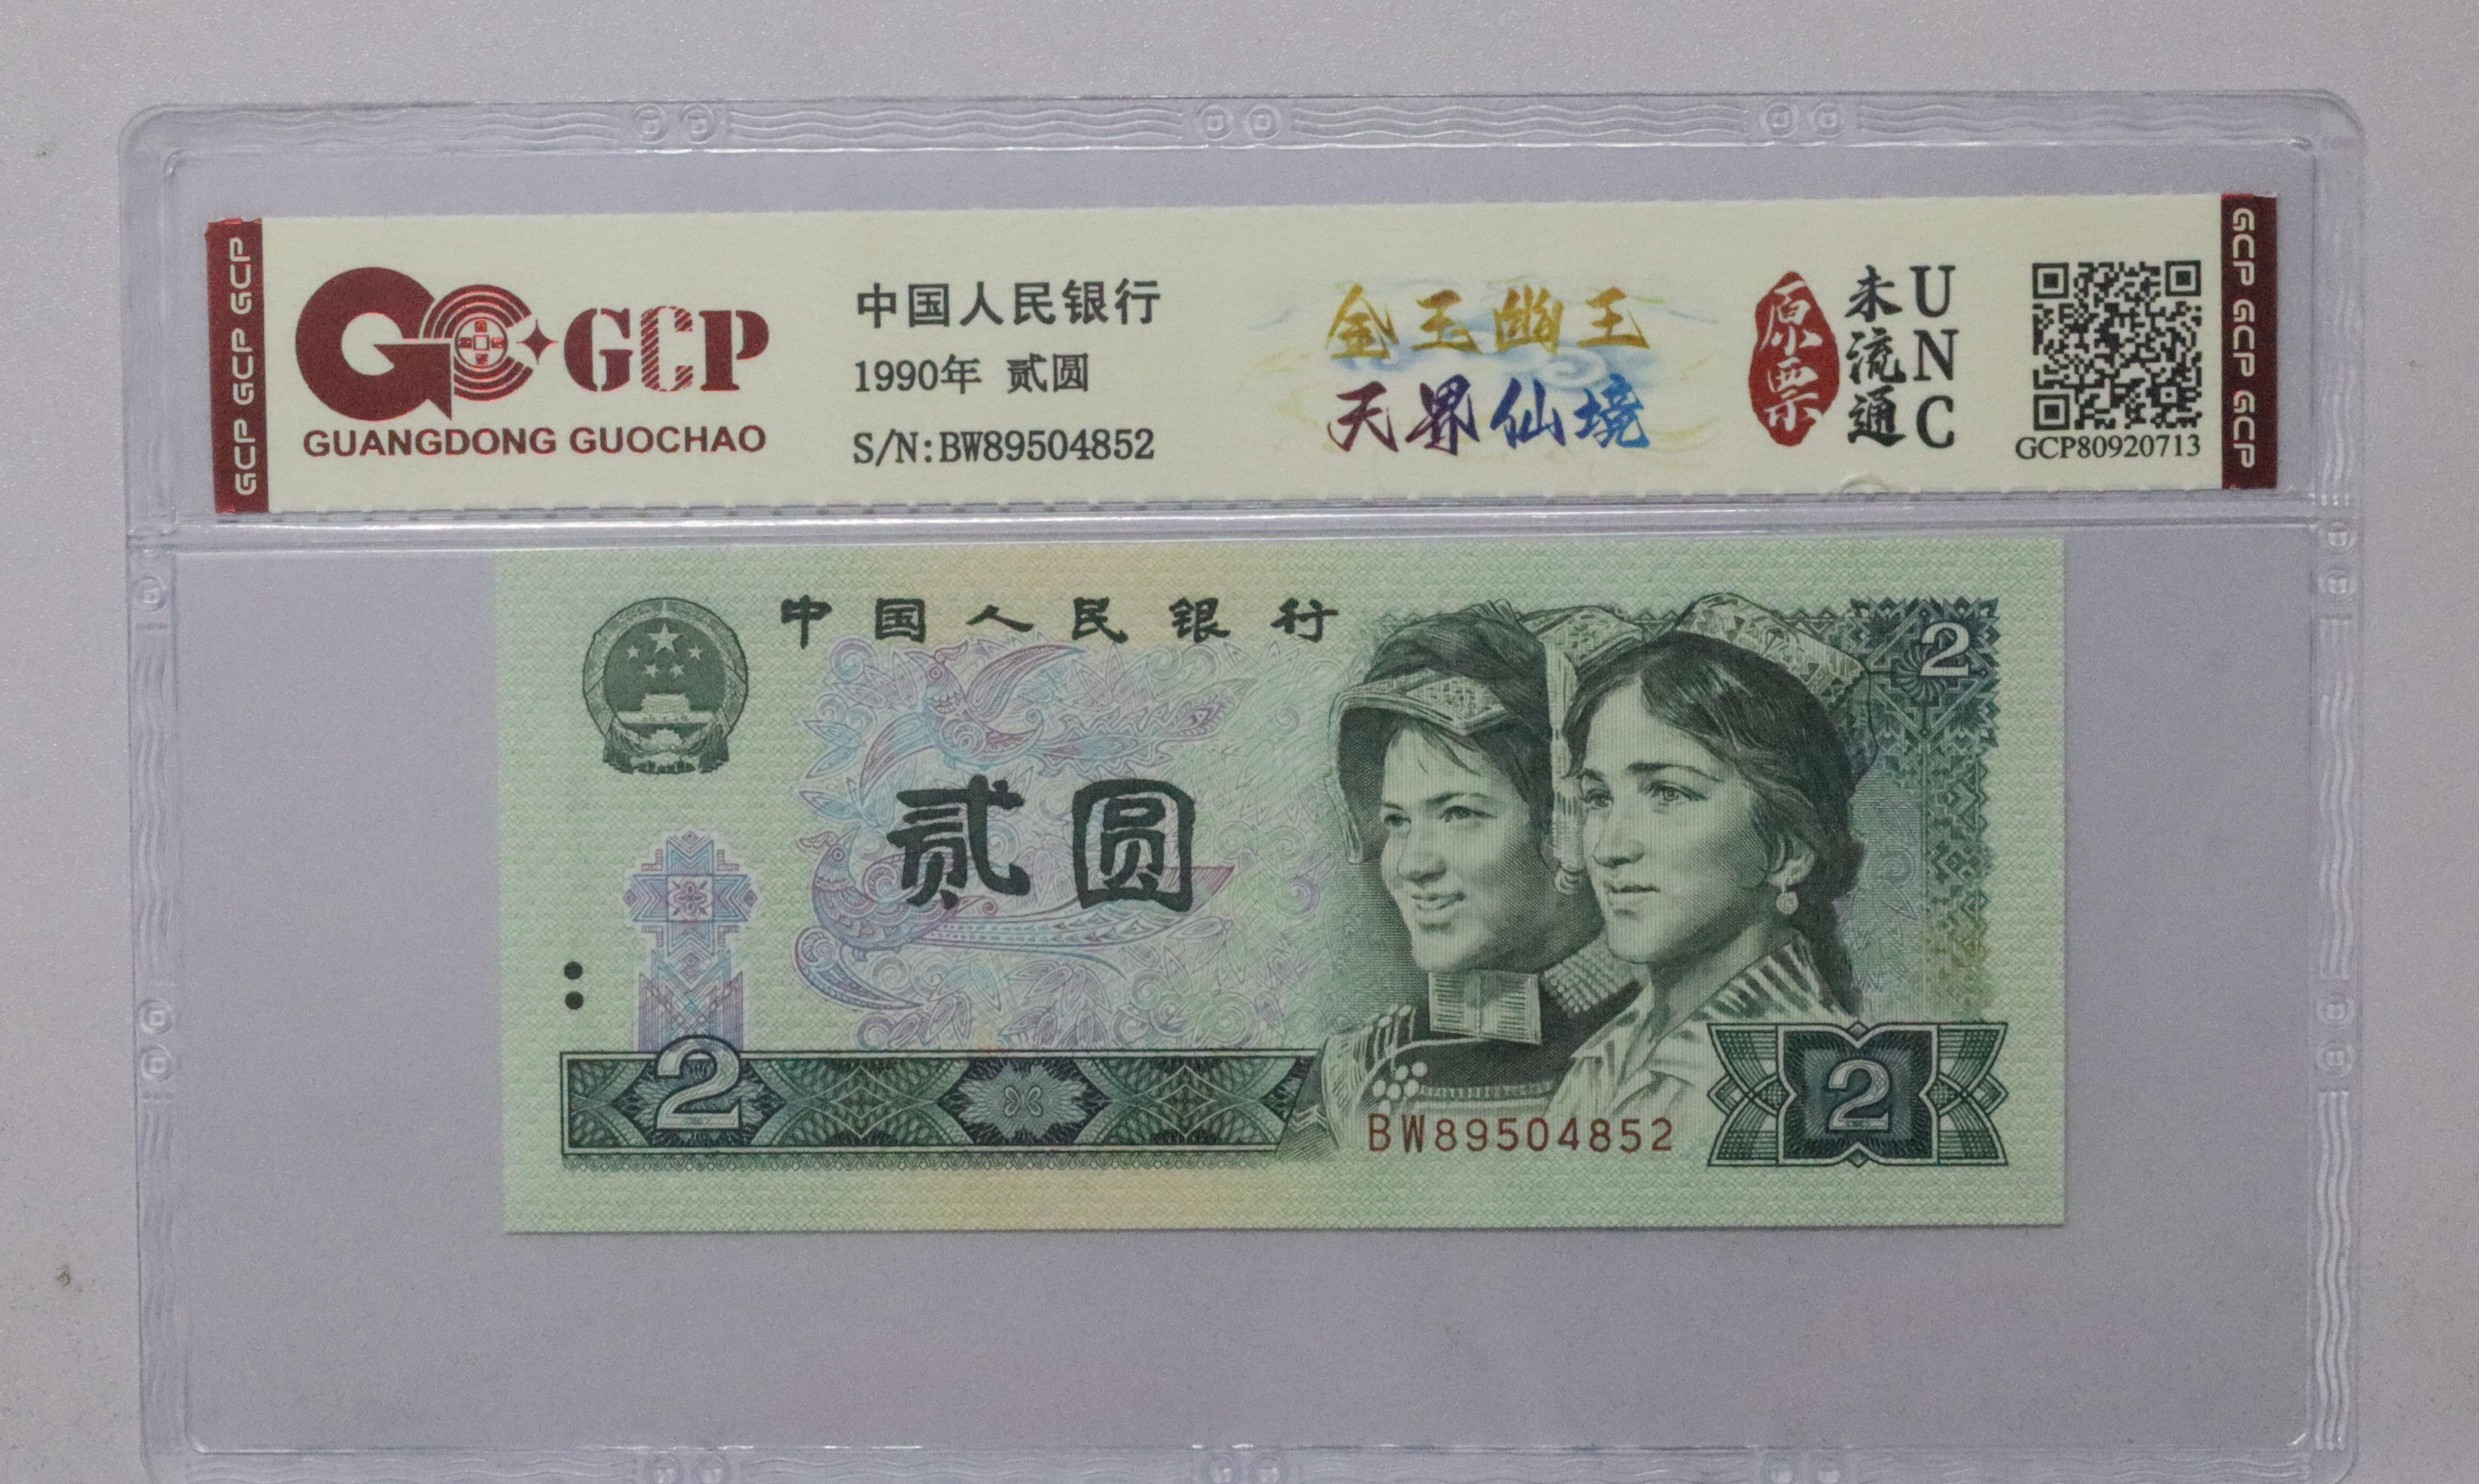 GCP GCP GCP
GCP
GUANGDONG GUOCHAO
中国人民银行
1990年 贰圆
S/N:BW89504852
金玉幽王
天界仙境
原票
未流通
UNC
GCP80920713
GCP GCP GCP
中国人民银行
2
贰圆
2
BW89504852
2